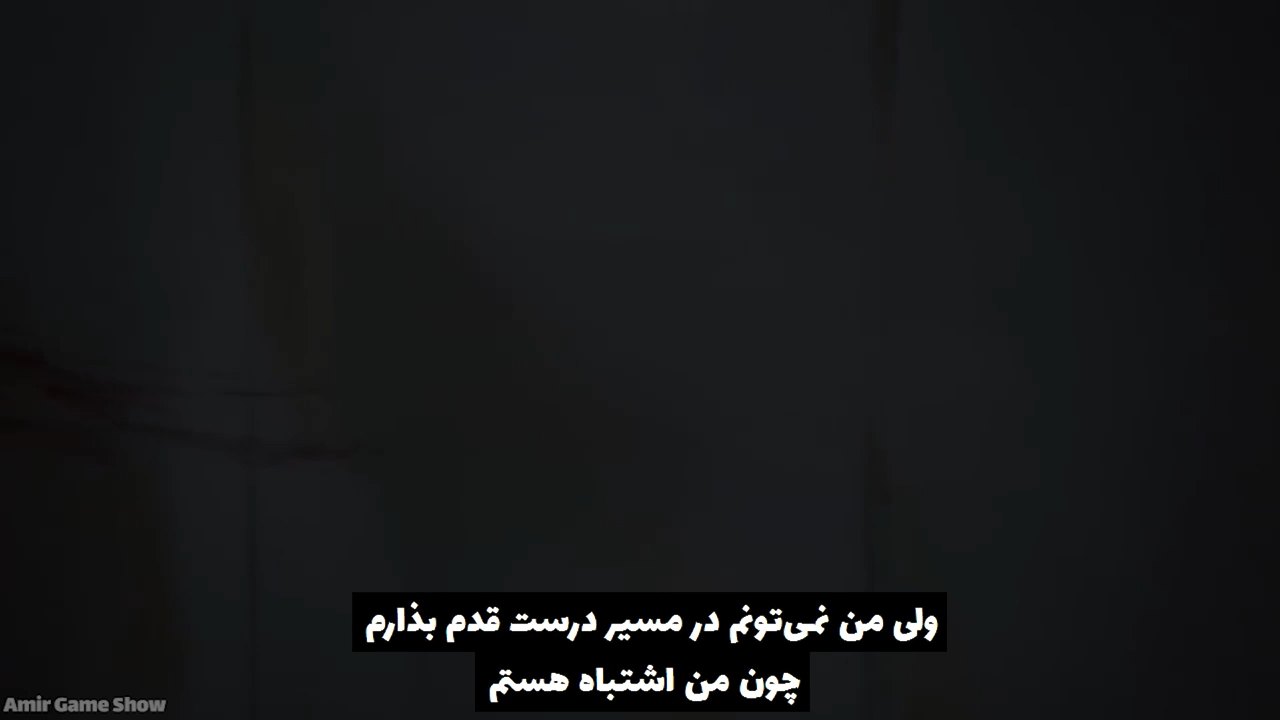 ولی من نمی‌تونم در مسیر درست قدم بذارم
چون من اشتباه هستم
Amir Game Show